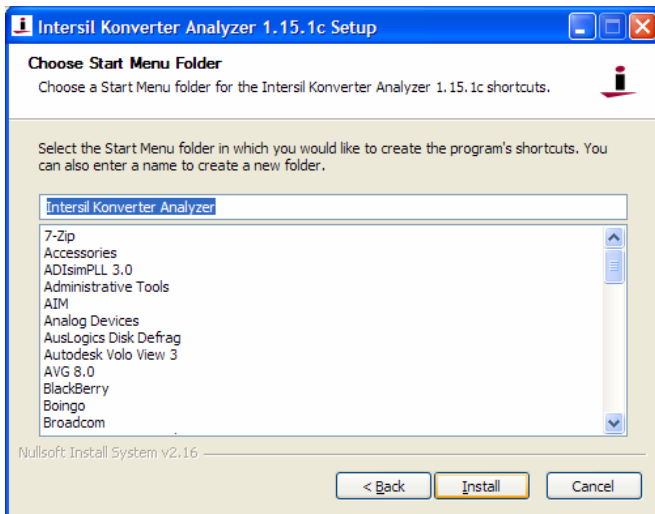 Intersil Konverter Analyzer 1.15.1c Setup
Choose Start Menu Folder
Choose a Start Menu folder for the Intersil Konverter Analyzer 1.15.1c shortcuts.
Select the Start Menu folder in which you would like to create the program's shortcuts. You
can also enter a name to create a new folder.
Intersil Konverter Analyzer
7-Zip
Accessories
ADIsimPLL 3.0
Administrative Tools
AIM
Analog Devices
AusLogics Disk Defrag
Autodesk Volo View 3
AVG 8.0
BlackBerry
Boingo
Broadcom
Nullsoft Install System v2.16
< Back Install Cancel